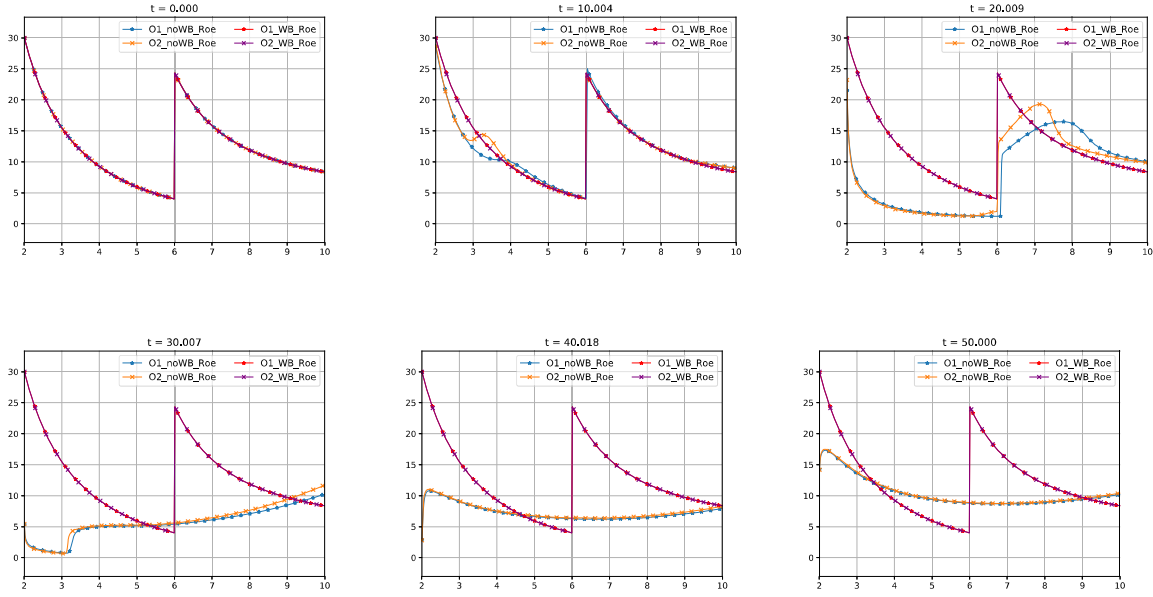 t = 0.000
O1_noWB_Roe O1_WB_Roe
O2_noWB_Roe O2_WB_Roe
30
25
20
15
10
5
0
2 3 4 5 6 7 8 9 10
t = 10.004
O1_noWB_Roe O1_WB_Roe
O2_noWB_Roe O2_WB_Roe
30
25
20
15
10
5
0
2 3 4 5 6 7 8 9 10
t = 20.009
O1_noWB_Roe O1_WB_Roe
O2_noWB_Roe O2_WB_Roe
30
25
20
15
10
5
0
2 3 4 5 6 7 8 9 10
t = 30.007
O1_noWB_Roe O1_WB_Roe
O2_noWB_Roe O2_WB_Roe
30
25
20
15
10
5
0
2 3 4 5 6 7 8 9 10
t = 40.018
O1_noWB_Roe O1_WB_Roe
O2_noWB_Roe O2_WB_Roe
30
25
20
15
10
5
0
2 3 4 5 6 7 8 9 10
t = 50.000
O1_noWB_Roe O1_WB_Roe
O2_noWB_Roe O2_WB_Roe
30
25
20
15
10
5
0
2 3 4 5 6 7 8 9 10